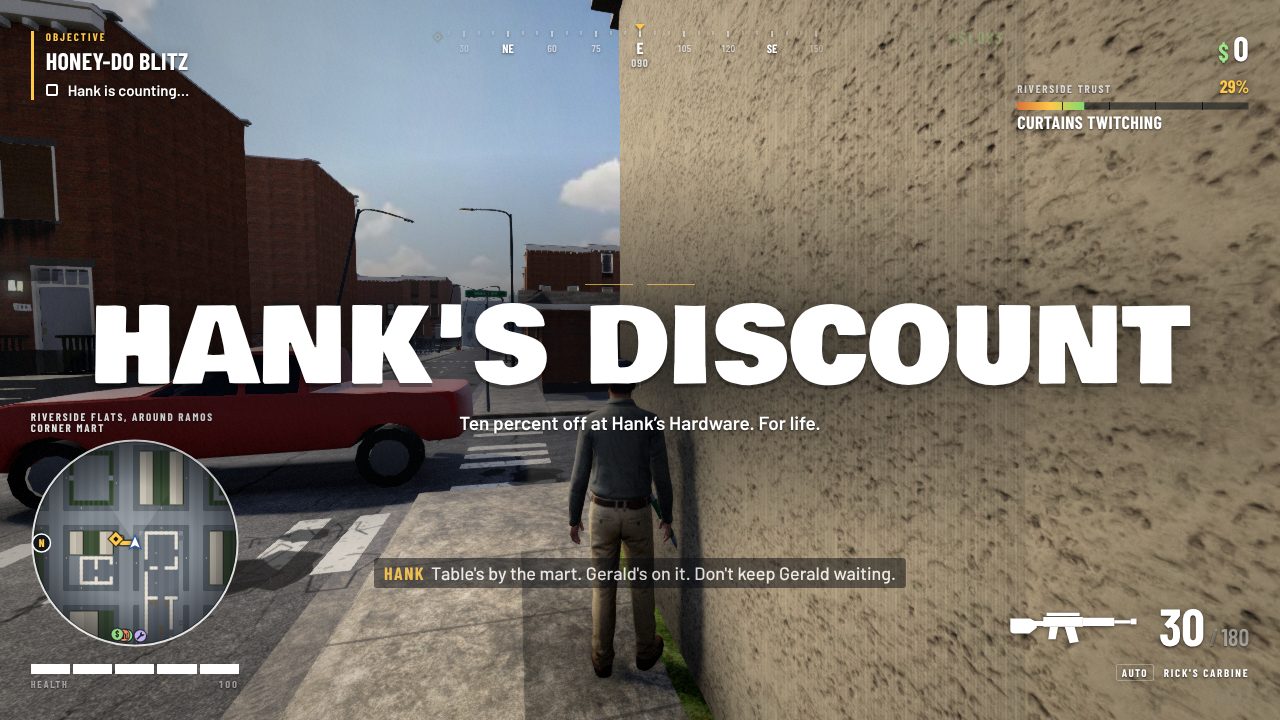 OBJECTIVE
HONEY-DO BLITZ
Hank is counting...
30 NE 60 75 E 105 120 SE 150
090
$ 0
RIVERSIDE TRUST 29%
CURTAINS TWITCHING
HANK'S DISCOUNT
Ten percent off at Hank's Hardware. For life.
RIVERSIDE FLATS, AROUND RAMOS
CORNER MART
N
$
HANK Table's by the mart. Gerald's on it. Don't keep Gerald waiting.
HEALTH 100
30 / 180
AUTO RICK'S CARBINE